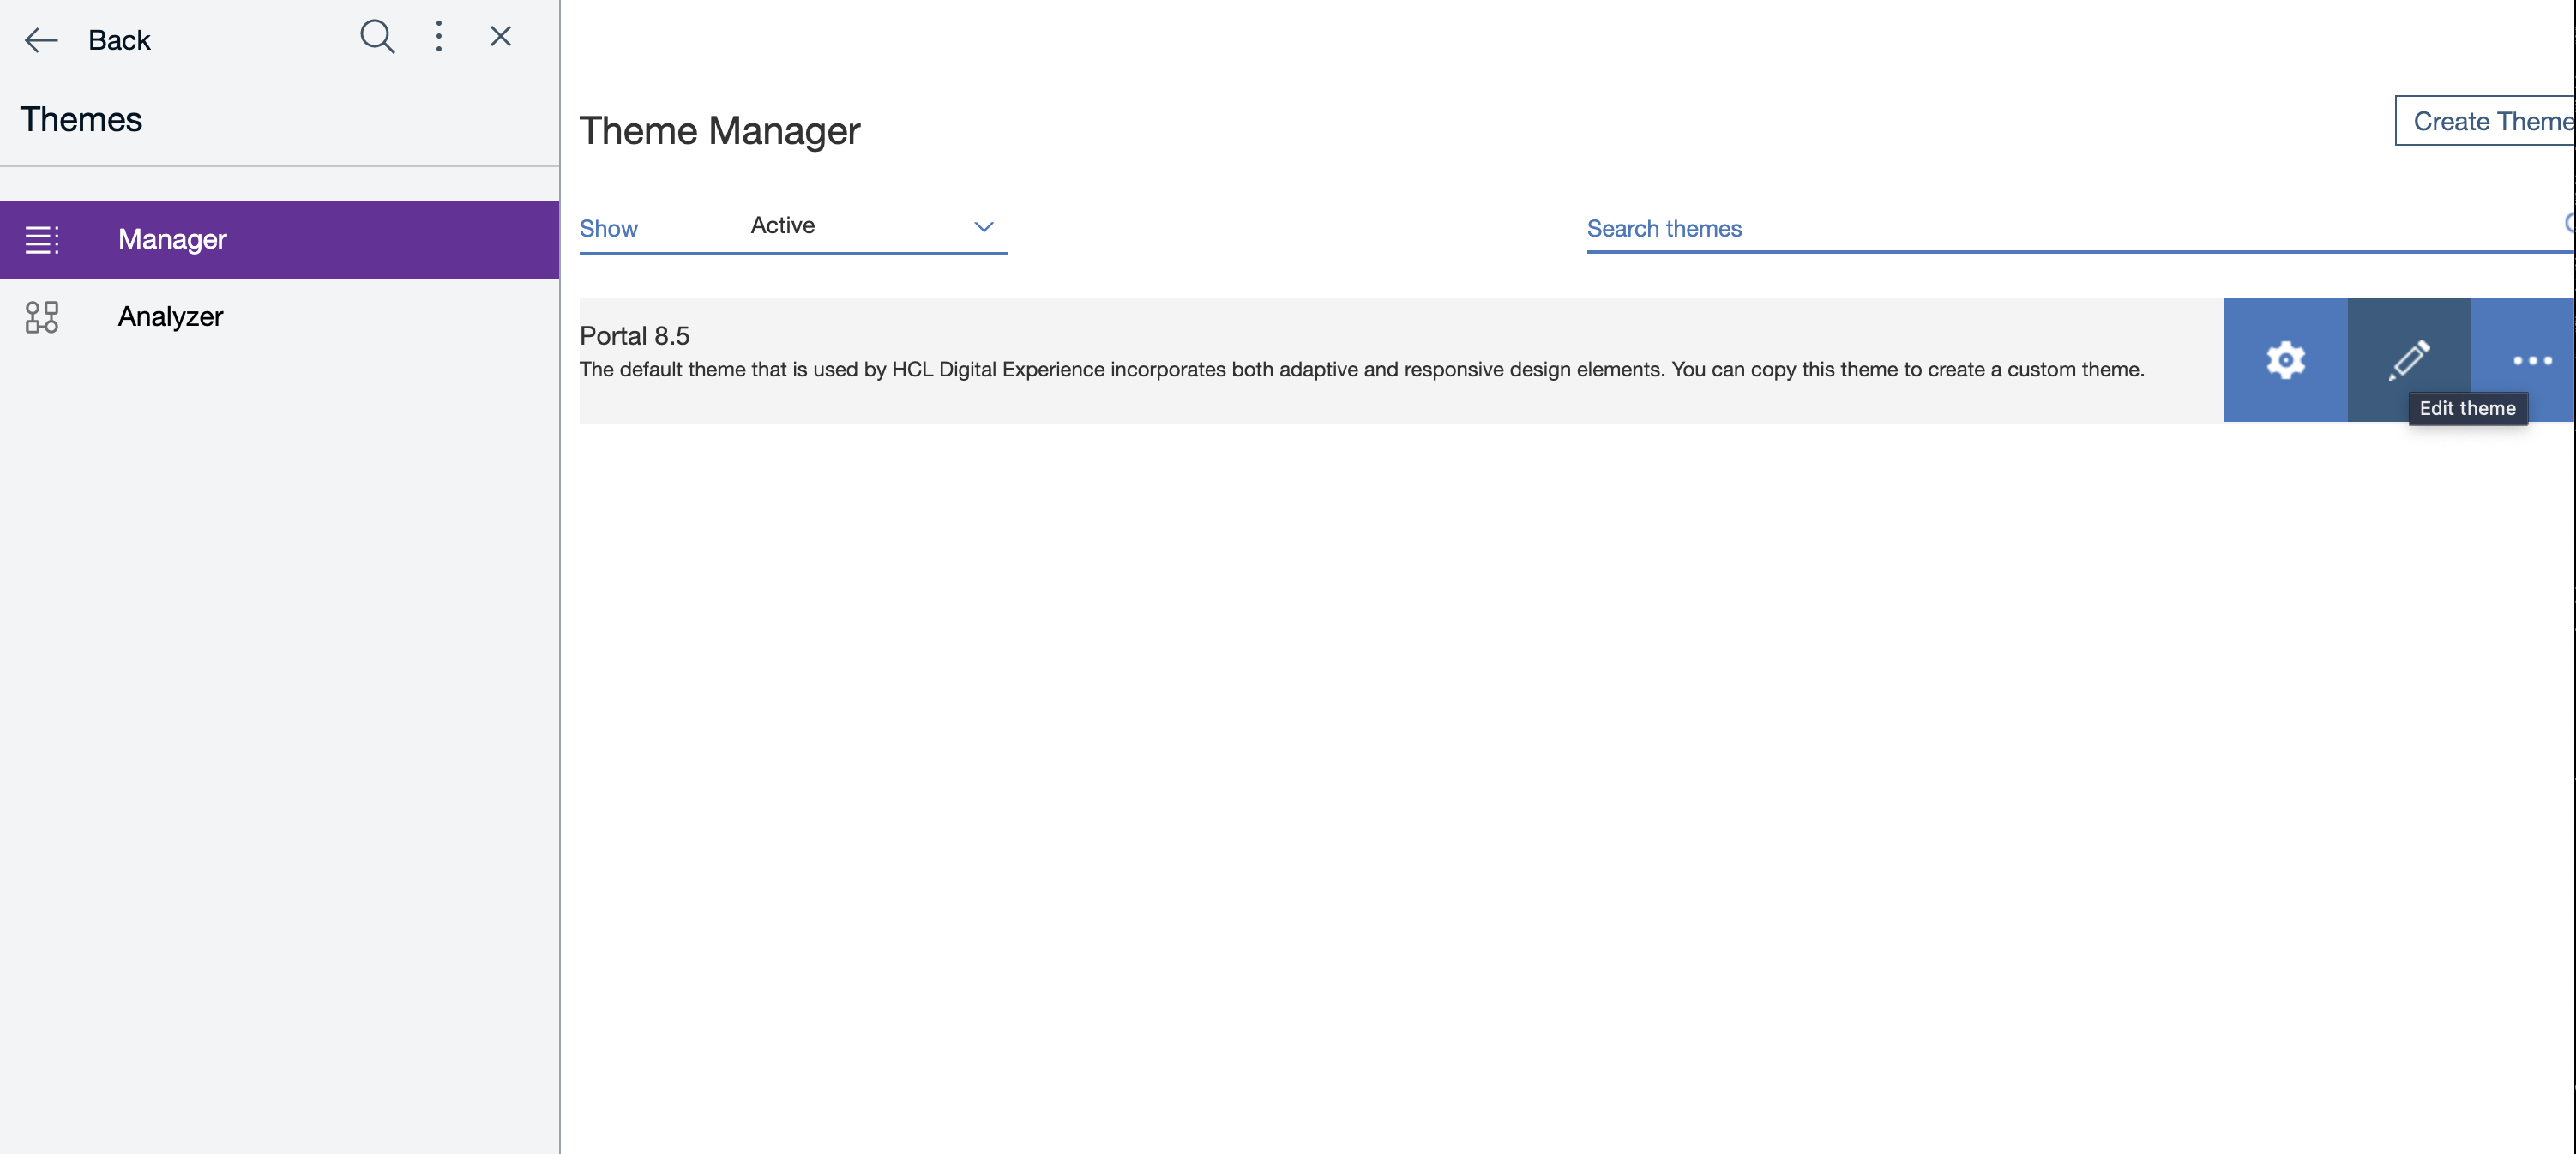 Back
Themes
Manager
Analyzer
Theme Manager
Create Theme
Show
Active
Search themes
Portal 8.5
The default theme that is used by HCL Digital Experience incorporates both adaptive and responsive design elements. You can copy this theme to create a custom theme.
Edit theme